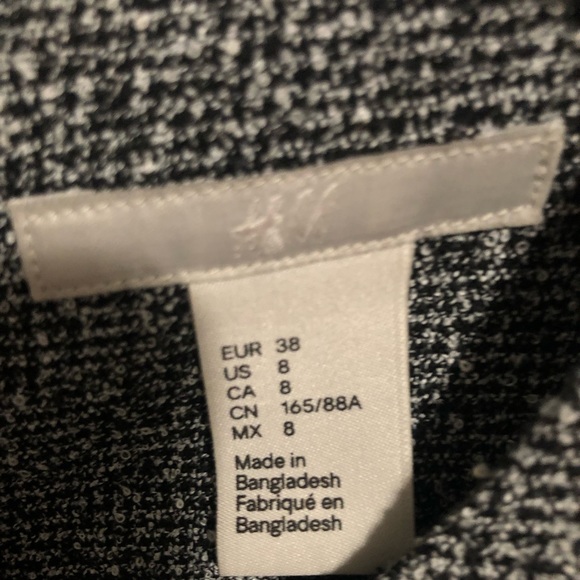 EUR 38
US 8
CA 8
CN 165/88A
MX 8
Made in
Bangladesh
Fabriqué en
Bangladesh